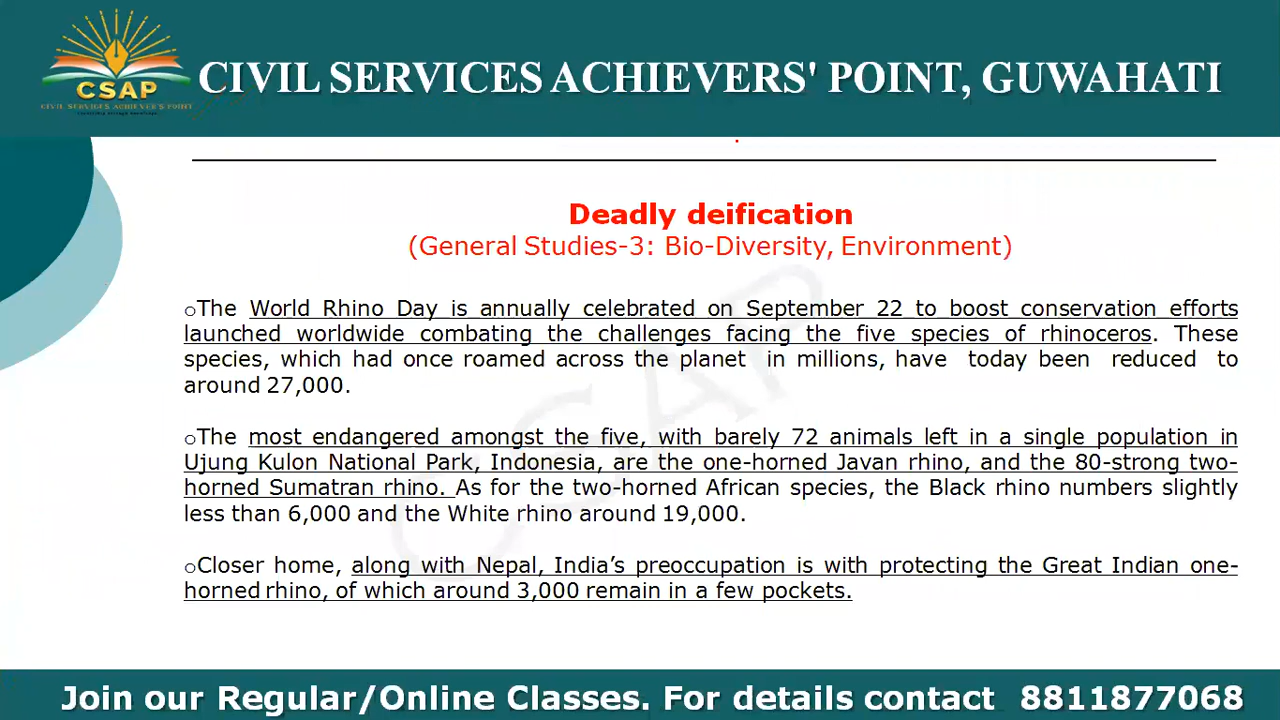 CSAP
CIVIL SERVICES ACHIEVER'S POINT
CIVIL SERVICES ACHIEVERS' POINT, GUWAHATI
Deadly deification
(General Studies-3: Bio-Diversity, Environment)
oThe World Rhino Day is annually celebrated on September 22 to boost conservation efforts
launched worldwide combating the challenges facing the five species of rhinoceros. These
species, which had once roamed across the planet in millions, have today been reduced to
around 27,000.
oThe most endangered amongst the five, with barely 72 animals left in a single population in
Ujung Kulon National Park, Indonesia, are the one-horned Javan rhino, and the 80-strong two-
horned Sumatran rhino. As for the two-horned African species, the Black rhino numbers slightly
less than 6,000 and the White rhino around 19,000.
oCloser home, along with Nepal, India's preoccupation is with protecting the Great Indian one-
horned rhino, of which around 3,000 remain in a few pockets.
CSAP
Join our Regular/Online Classes. For details contact 8811877068